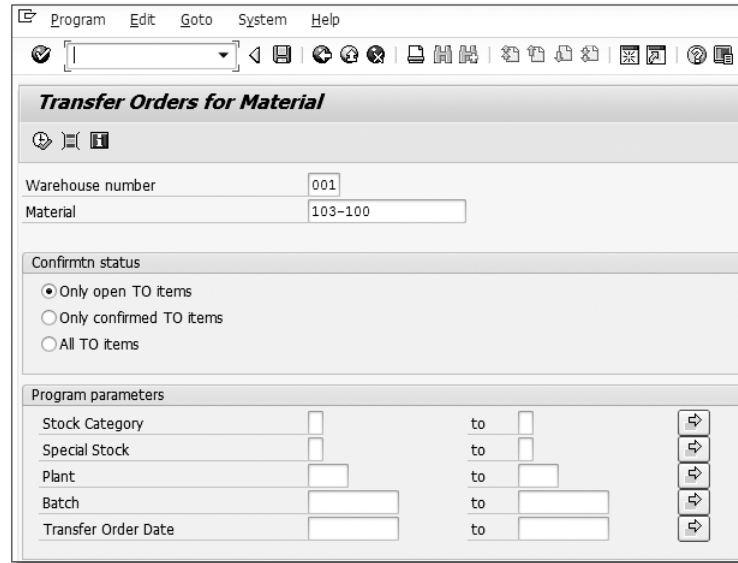 Program Edit Goto System Help
Transfer Orders for Material
Warehouse number 001
Material 103-100
Confirmtn status
Only open TO items
Only confirmed TO items
All TO items
Program parameters
Stock Category to
Special Stock to
Plant to
Batch to
Transfer Order Date to